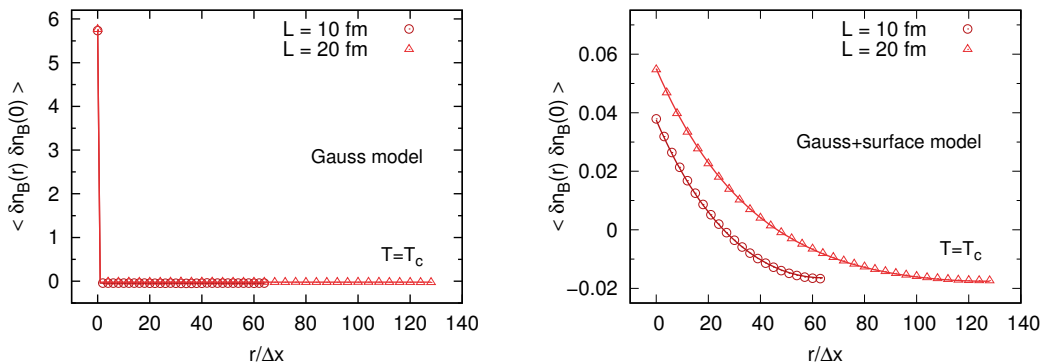 < δn_B(r) δn_B(0) >
6
5
4
3
2
1
0
L = 10 fm
L = 20 fm
Gauss model
T=T_c
0 20 40 60 80 100 120 140
r/Δx
< δn_B(r) δn_B(0) >
0.06
0.04
0.02
0
−0.02
L = 10 fm
L = 20 fm
Gauss+surface model
T=T_c
0 20 40 60 80 100 120 140
r/Δx